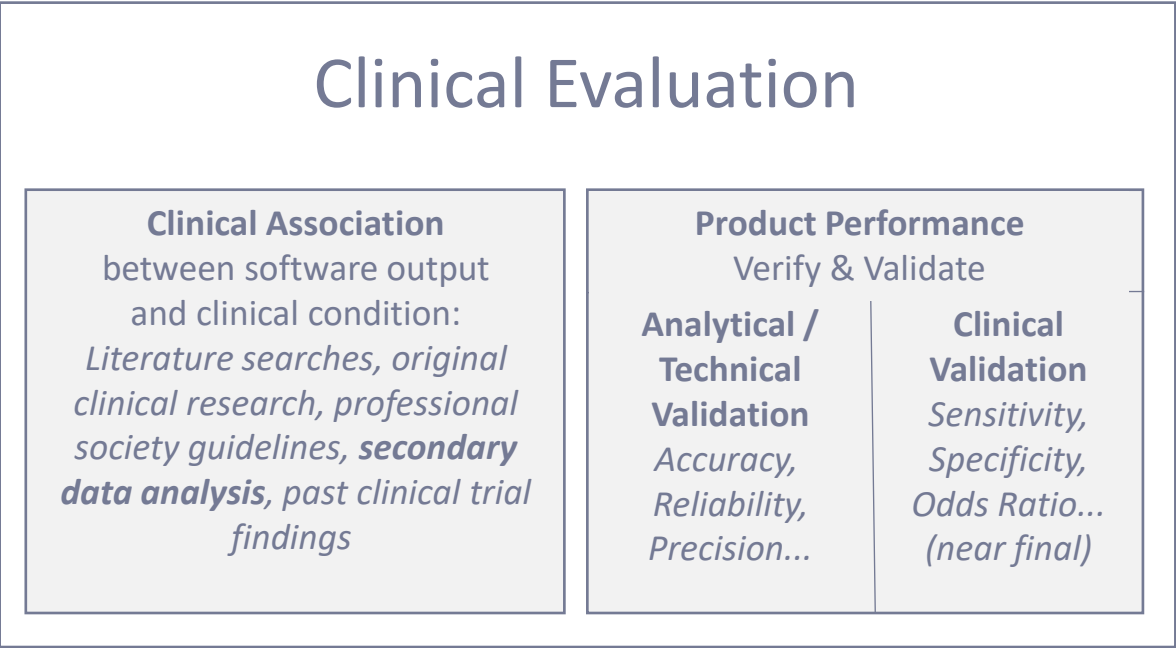 Clinical Evaluation
Clinical Association
between software output
and clinical condition:
Literature searches, original
clinical research, professional
society guidelines, secondary
data analysis, past clinical trial
findings
Product Performance
Verify & Validate
Analytical /
Technical
Validation
Accuracy,
Reliability,
Precision...
Clinical
Validation
Sensitivity,
Specificity,
Odds Ratio...
(near final)